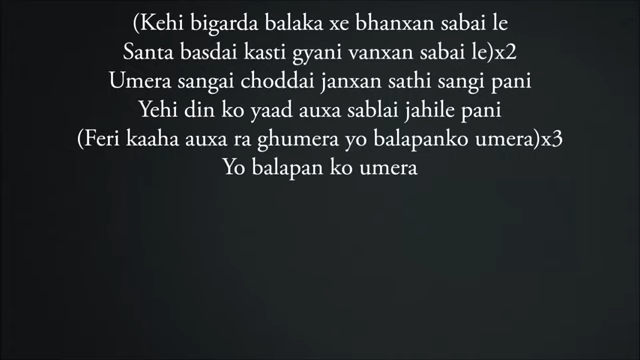 (Kehi bigarda balaka xe bhanxan sabai le
Santa basdai kasti gyani vanxan sabai le)x2
Umera sangai choddai janxan sathi sangi pani
Yehi din ko yaad auxa sablai jahile pani
(Feri kaaha auxa ra ghumera yo balapanko umera)x3
Yo balapan ko umera